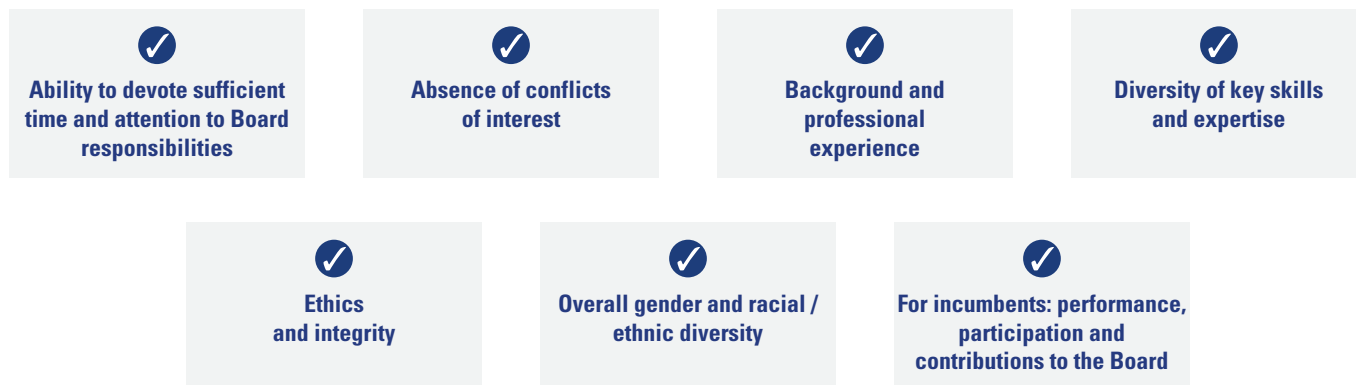 Ability to devote sufficient
time and attention to Board
responsibilities
Absence of conflicts
of interest
Background and
professional
experience
Diversity of key skills
and expertise
Ethics
and integrity
Overall gender and racial /
ethnic diversity
For incumbents: performance,
participation and
contributions to the Board